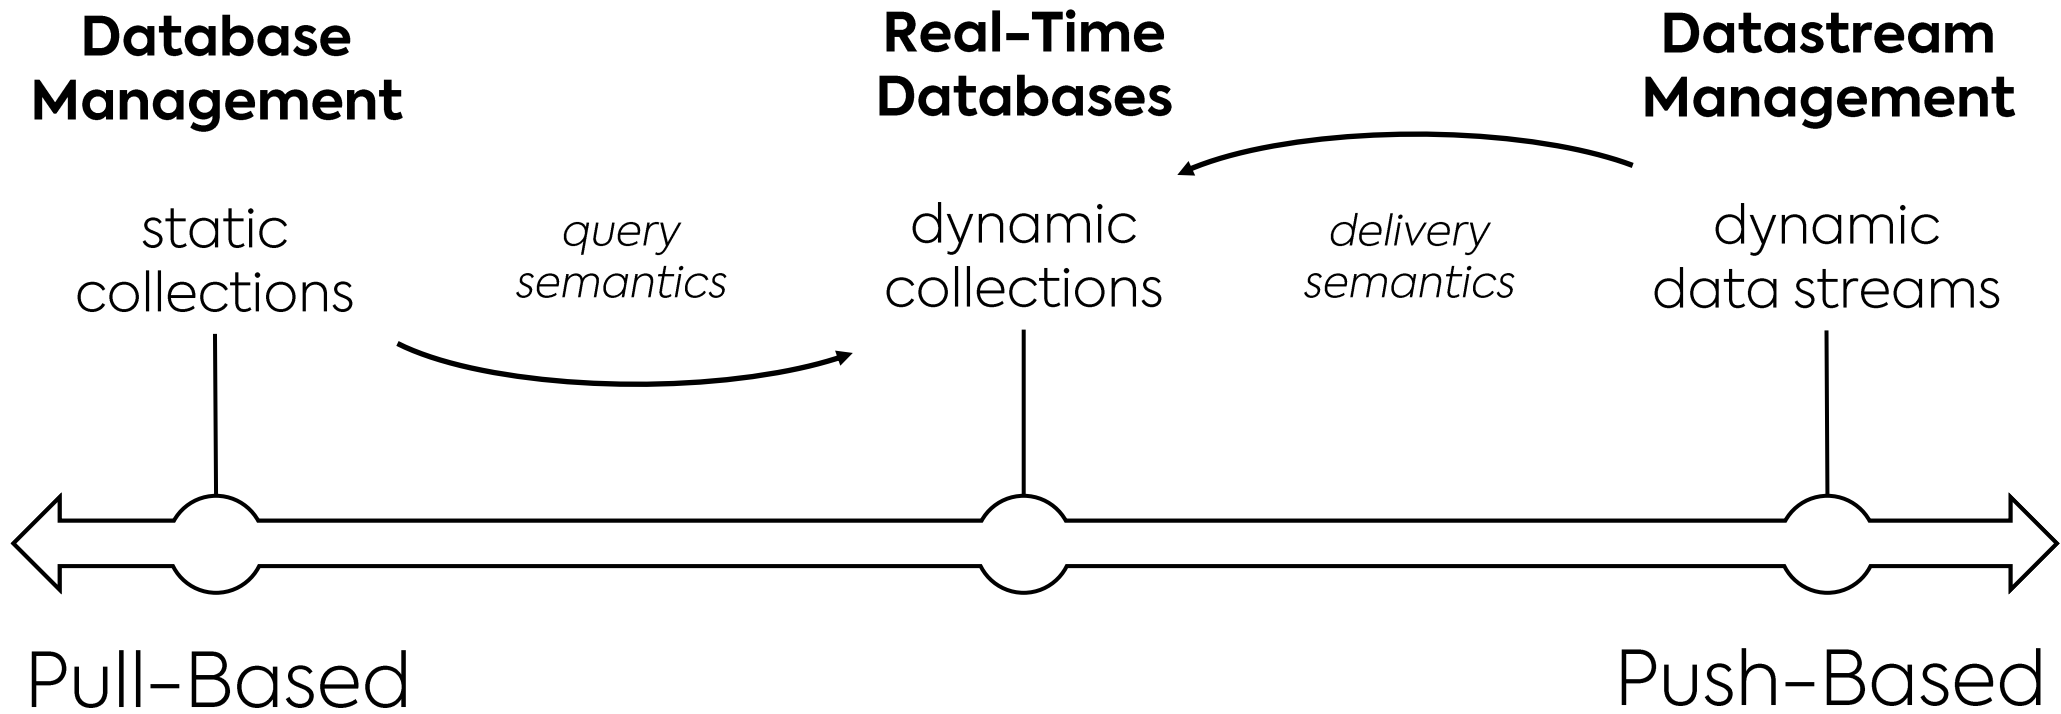 Database
Management
Real-Time
Databases
Datastream
Management
static
collections
query
semantics
dynamic
collections
delivery
semantics
dynamic
data streams
Pull-Based
Push-Based